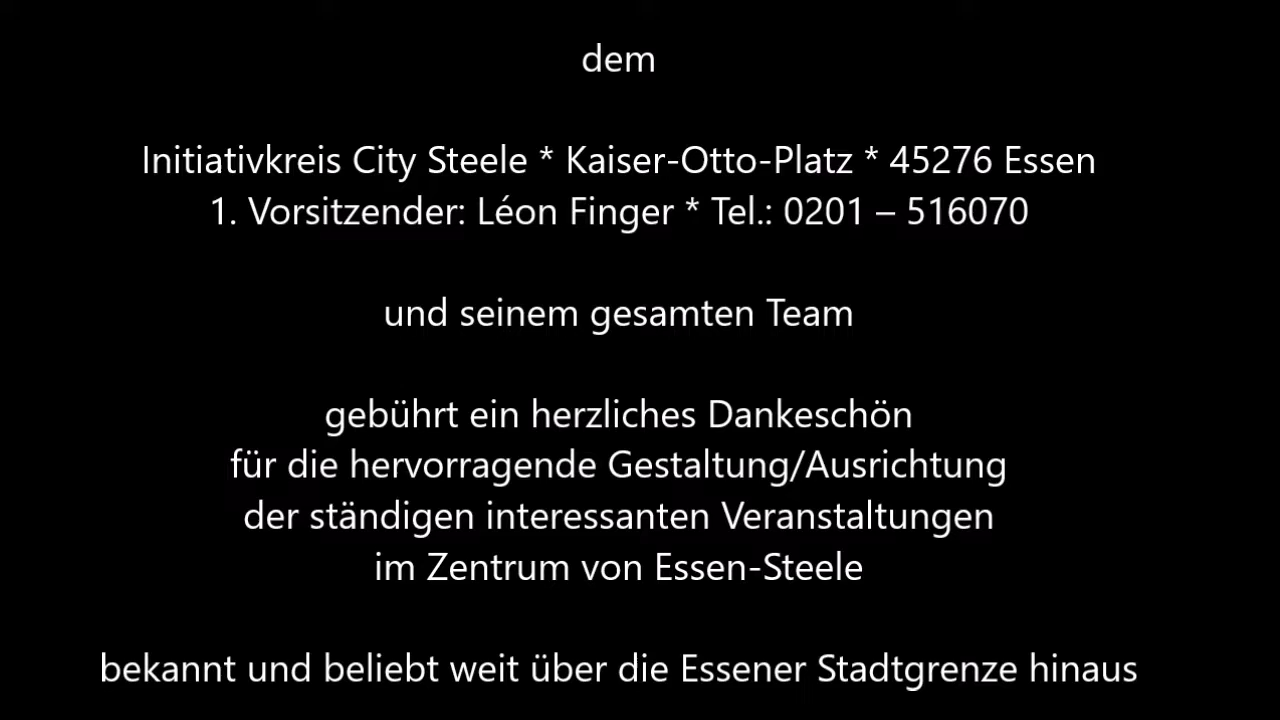 dem
Initiativkreis City Steele * Kaiser-Otto-Platz * 45276 Essen
1. Vorsitzender: Léon Finger * Tel.: 0201 – 516070
und seinem gesamten Team
gebührt ein herzliches Dankeschön
für die hervorragende Gestaltung/Ausrichtung
der ständigen interessanten Veranstaltungen
im Zentrum von Essen-Steele
bekannt und beliebt weit über die Essener Stadtgrenze hinaus